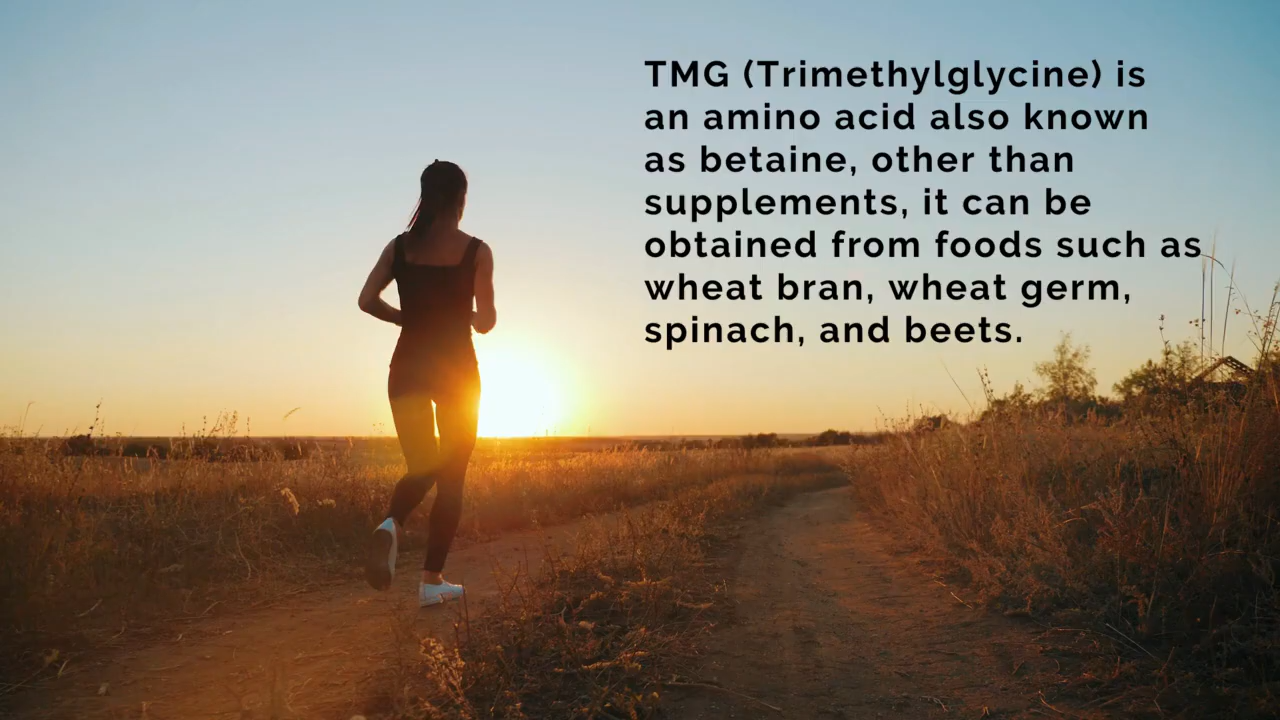 TMG (Trimethylglycine) is
an amino acid also known
as betaine, other than
supplements, it can be
obtained from foods such as
wheat bran, wheat germ,
spinach, and beets.